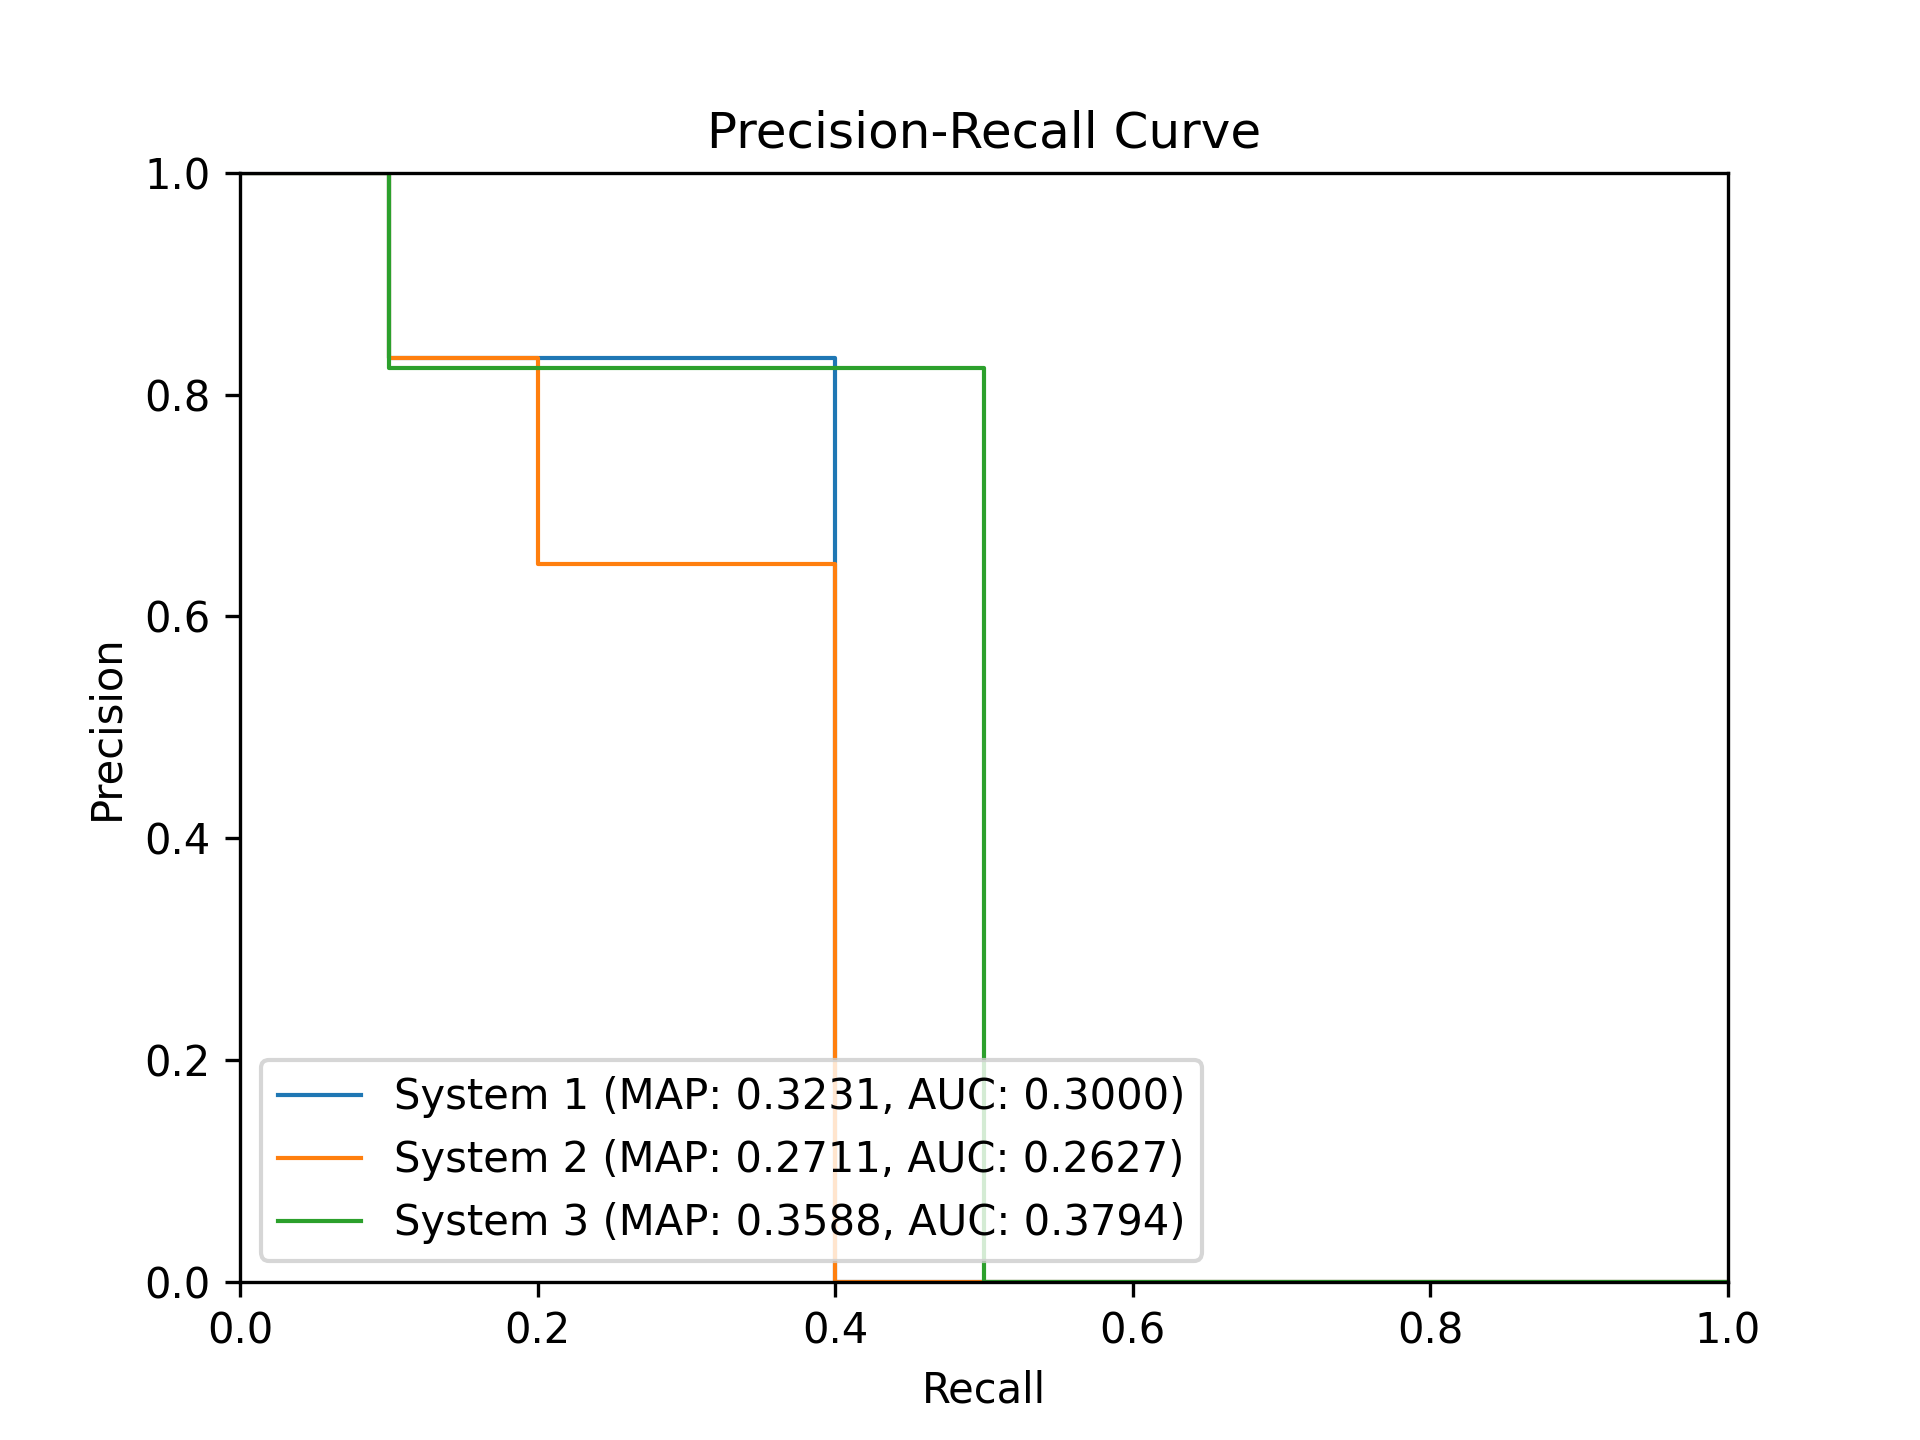 Precision-Recall Curve
1.0
0.8
0.6
0.4
0.2
0.0
Precision
System 1 (MAP: 0.3231, AUC: 0.3000)
System 2 (MAP: 0.2711, AUC: 0.2627)
System 3 (MAP: 0.3588, AUC: 0.3794)
0.0 0.2 0.4 0.6 0.8 1.0
Recall